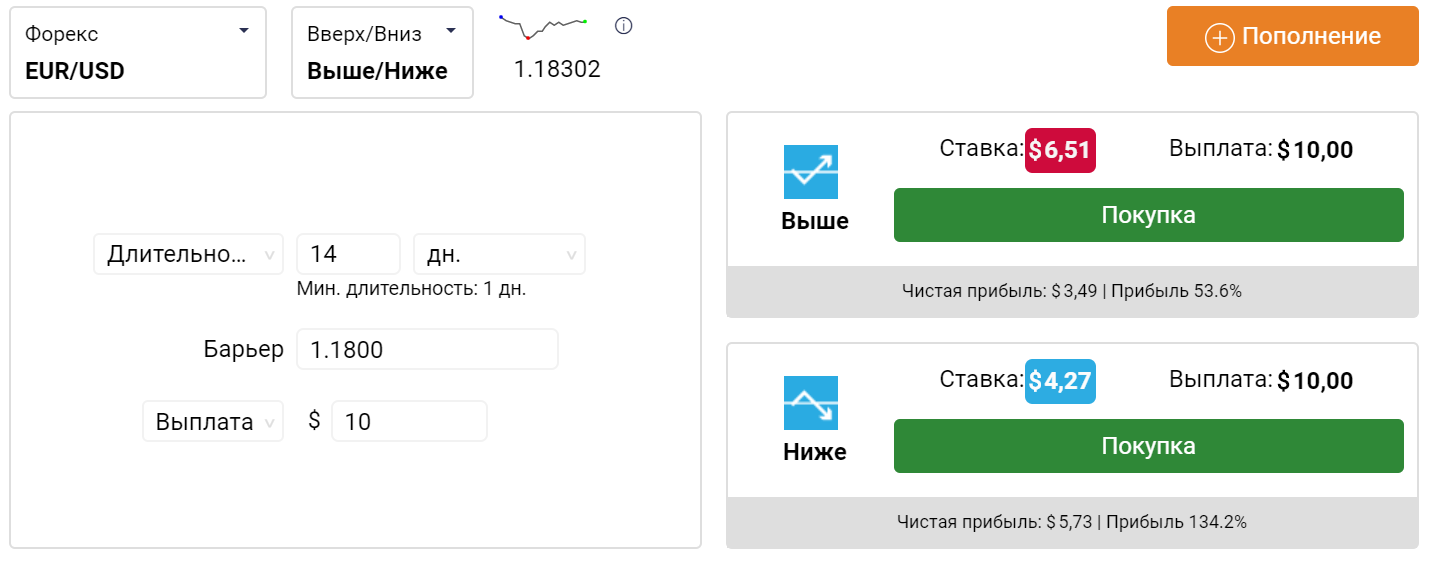 Форекс
EUR/USD
Вверх/Вниз
Выше/Ниже
1.18302
Пополнение
Длительно...
14
дн.
Мин. длительность: 1 дн.
Барьер
1.1800
Выплата
$
10
Ставка: $6,51
Выплата: $10,00
Выше
Покупка
Чистая прибыль: $3,49 | Прибыль 53.6%
Ставка: $4,27
Выплата: $10,00
Ниже
Покупка
Чистая прибыль: $5,73 | Прибыль 134.2%